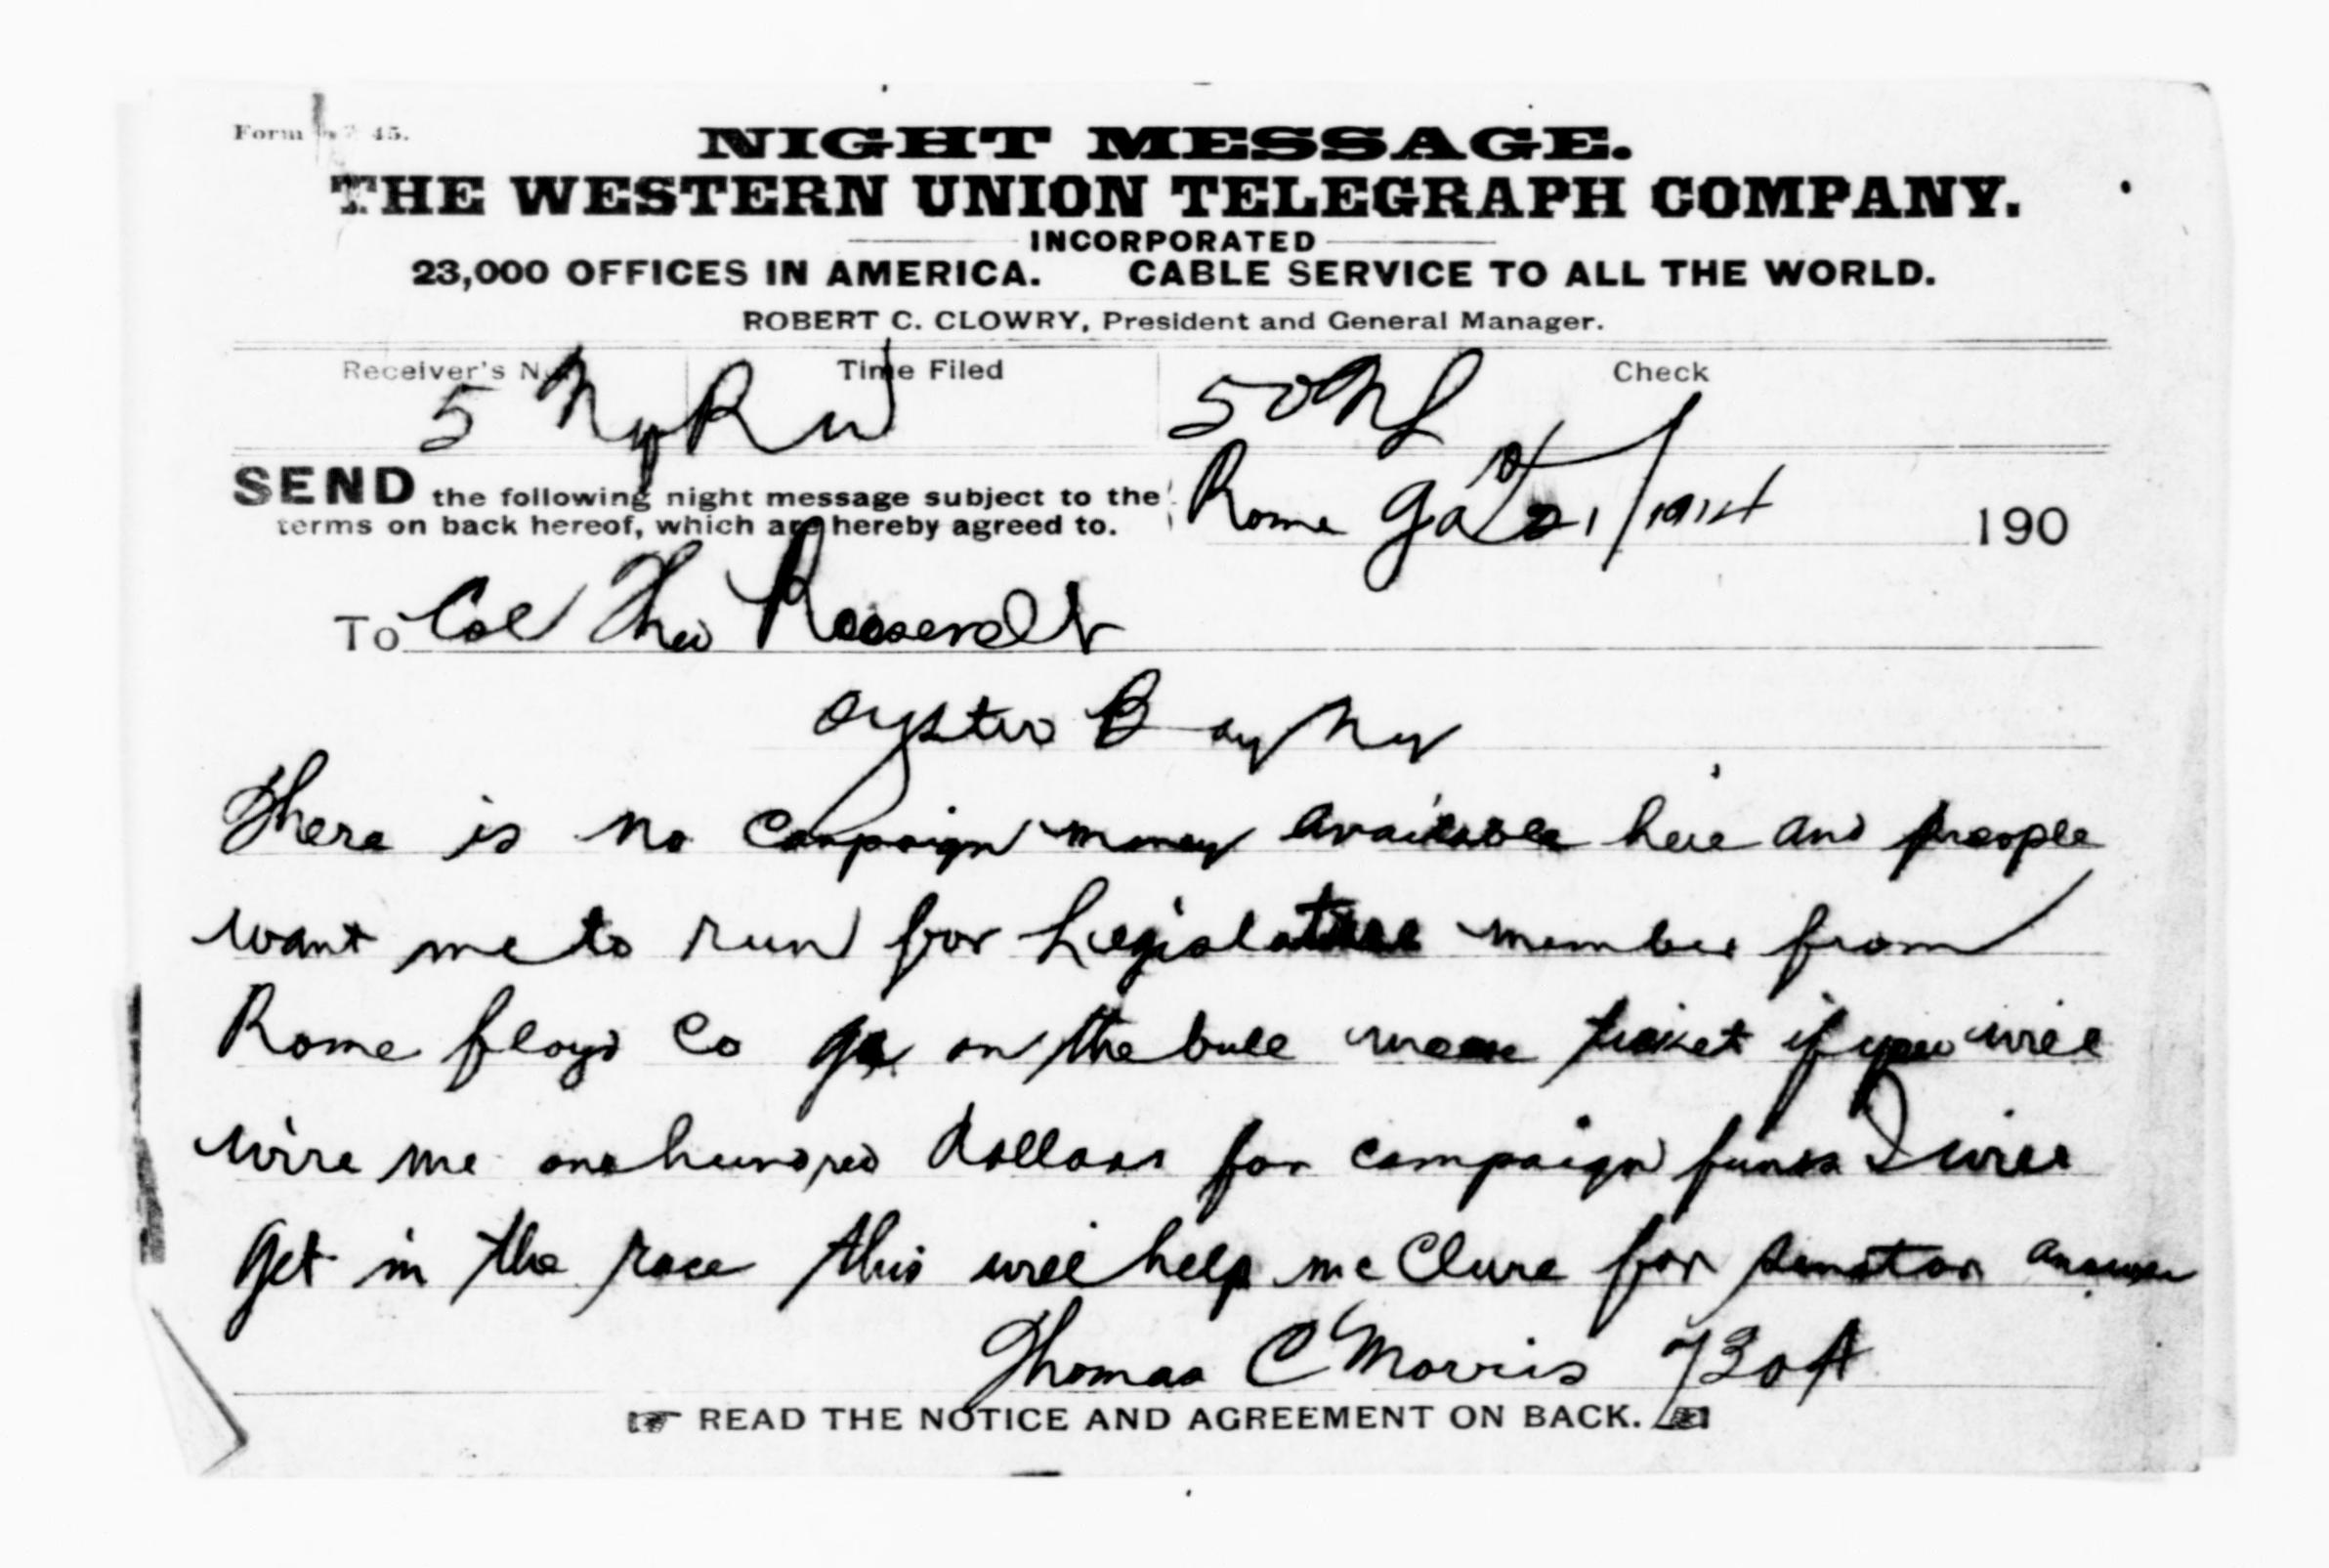 Form 45.
NIGHT MESSAGE.
THE WESTERN UNION TELEGRAPH COMPANY.
INCORPORATED
23,000 OFFICES IN AMERICA. CABLE SERVICE TO ALL THE WORLD.
ROBERT C. CLOWRY, President and General Manager.
Receiver's No. Time Filed Check
5 Ny R W 50 NL
SEND the following night message subject to the
terms on back hereof, which are hereby agreed to.
Rome Ga 21/1914 190
To Col Theo Roosevelt
Oyster Bay Ny
There is no campaign money available here and people
want me to run for Legislature member from
Rome floyd Co Ga on the bull moose ticket if you will
wire me one hundred dollars for campaign funds I will
get in the race this will help mc Clure for senator answer
Thomas C Morris 730A
☞ READ THE NOTICE AND AGREEMENT ON BACK. ☜